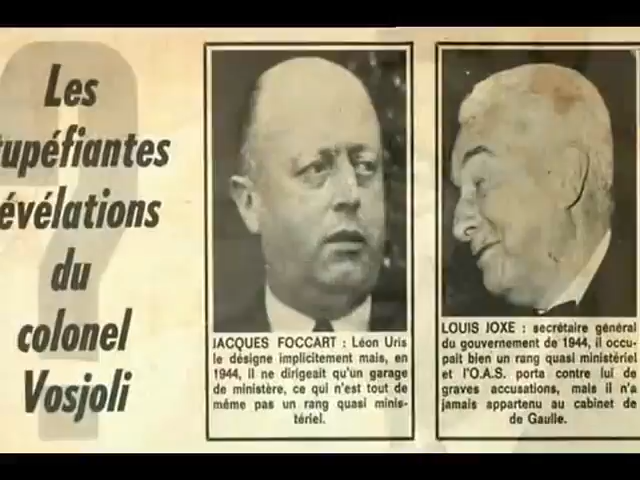 Les
tupéfiantes
évélations
du
colonel
Vosjoli
JACQUES FOCCART : Léon Uris
le désigne implicitement mais, en
1944, il ne dirigeait qu'un garage
de ministère, ce qui n'est tout de
même pas un rang quasi minis-
tériel.
LOUIS JOXE : secrétaire général
du gouvernement de 1944, il occu-
pait bien un rang quasi ministériel
et l'O.A.S. porta contre lui de
graves accusations, mais il n'a
jamais appartenu au cabinet de
de Gaulle.